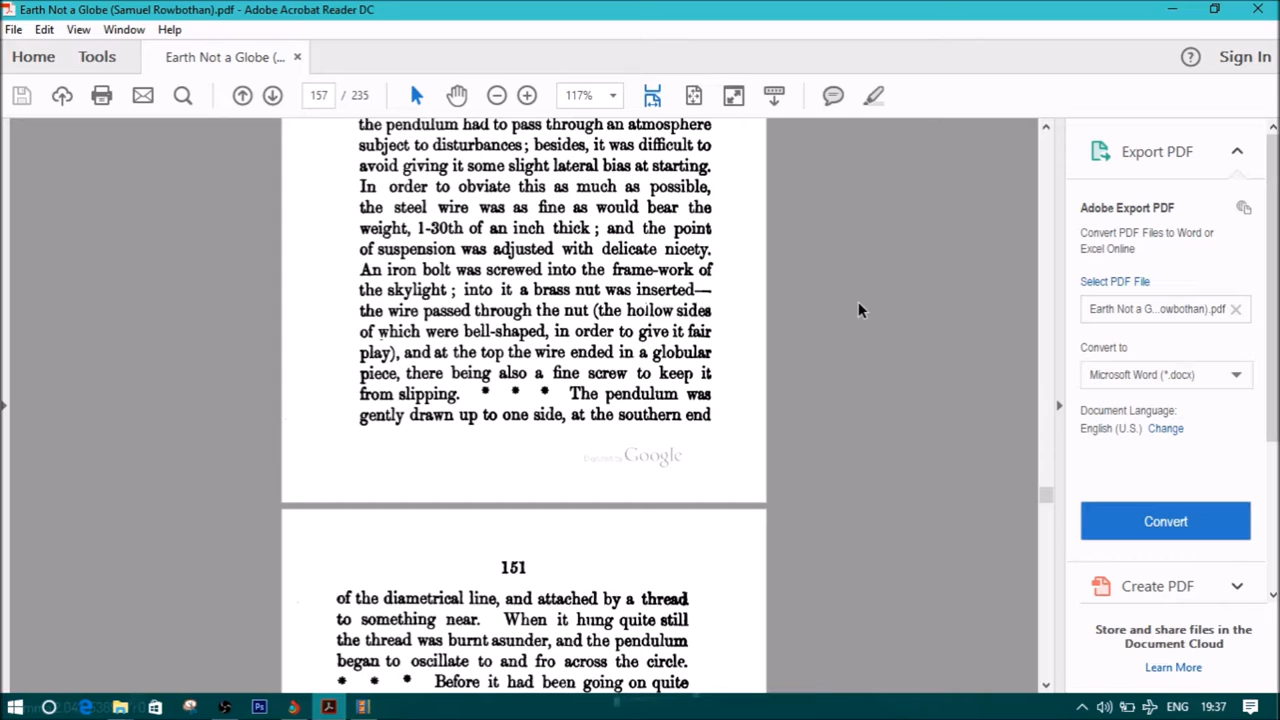 Earth Not a Globe (Samuel Rowbothan).pdf - Adobe Acrobat Reader DC
File Edit View Window Help
Home Tools Earth Not a Globe (... × Sign In
157 / 235 117%
the pendulum had to pass through an atmosphere
subject to disturbances; besides, it was difficult to
avoid giving it some slight lateral bias at starting.
In order to obviate this as much as possible,
the steel wire was as fine as would bear the
weight, 1-30th of an inch thick; and the point
of suspension was adjusted with delicate nicety.
An iron bolt was screwed into the frame-work of
the skylight; into it a brass nut was inserted—
the wire passed through the nut (the hollow sides
of which were bell-shaped, in order to give it fair
play), and at the top the wire ended in a globular
piece, there being also a fine screw to keep it
from slipping. * * * The pendulum was
gently drawn up to one side, at the southern end
Digitized by Google
151
of the diametrical line, and attached by a thread
to something near. When it hung quite still
the thread was burnt asunder, and the pendulum
began to oscillate to and fro across the circle.
* * * Before it had been going on quite
Export PDF
Adobe Export PDF
Convert PDF Files to Word or
Excel Online
Select PDF File
Earth Not a G...owbothan).pdf
Convert to
Microsoft Word (*.docx)
Document Language:
English (U.S.) Change
Convert
Create PDF
Store and share files in the
Document Cloud
Learn More
ENG 19:37